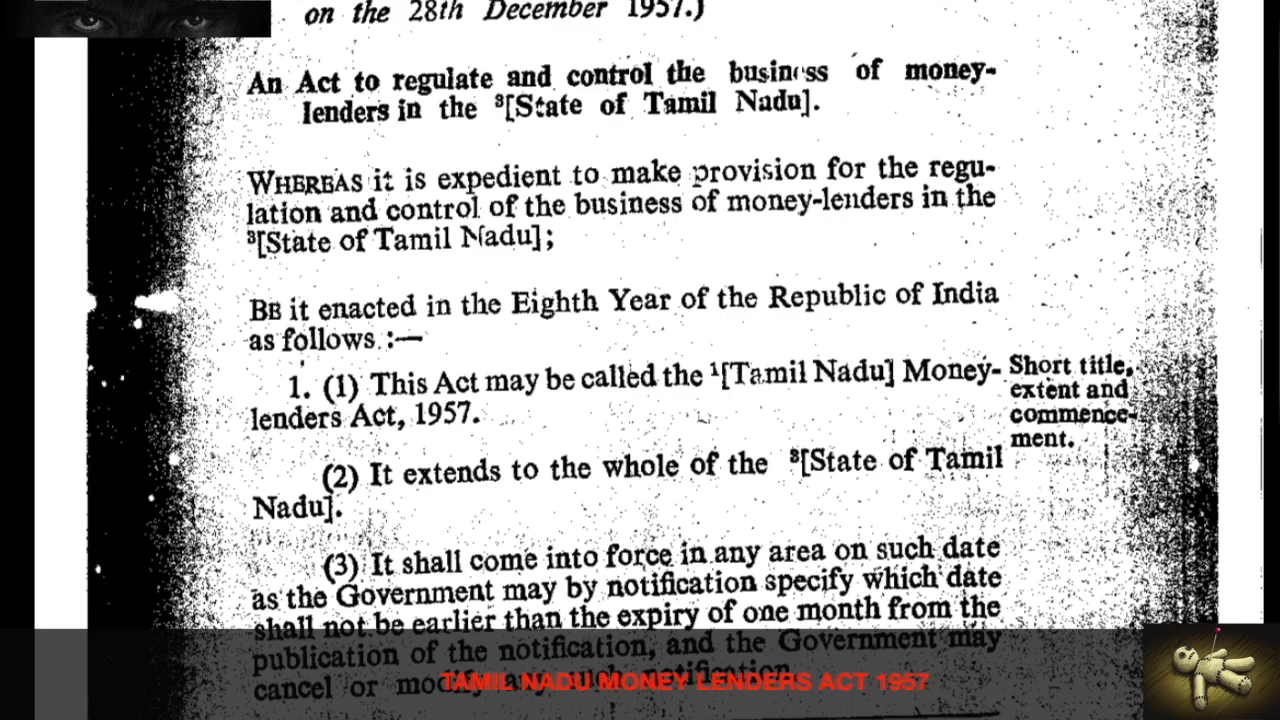 on the 28th December 1957.)
An Act to regulate and control the business of money-
lenders in the ³[State of Tamil Nadu].
WHEREAS it is expedient to make provision for the regu-
lation and control of the business of money-lenders in the
³[State of Tamil Nadu];
BE it enacted in the Eighth Year of the Republic of India
as follows :—
1. (1) This Act may be called the ¹[Tamil Nadu] Money-
lenders Act, 1957.
Short title,
extent and
commence-
ment.
(2) It extends to the whole of the ³[State of Tamil
Nadu].
(3) It shall come into force in any area on such date
as the Government may by notification specify which date
shall not be earlier than the expiry of one month from the
publication of the notification, and the Government may
cancel or notification
TAMIL NADU MONEY LENDERS ACT 1957